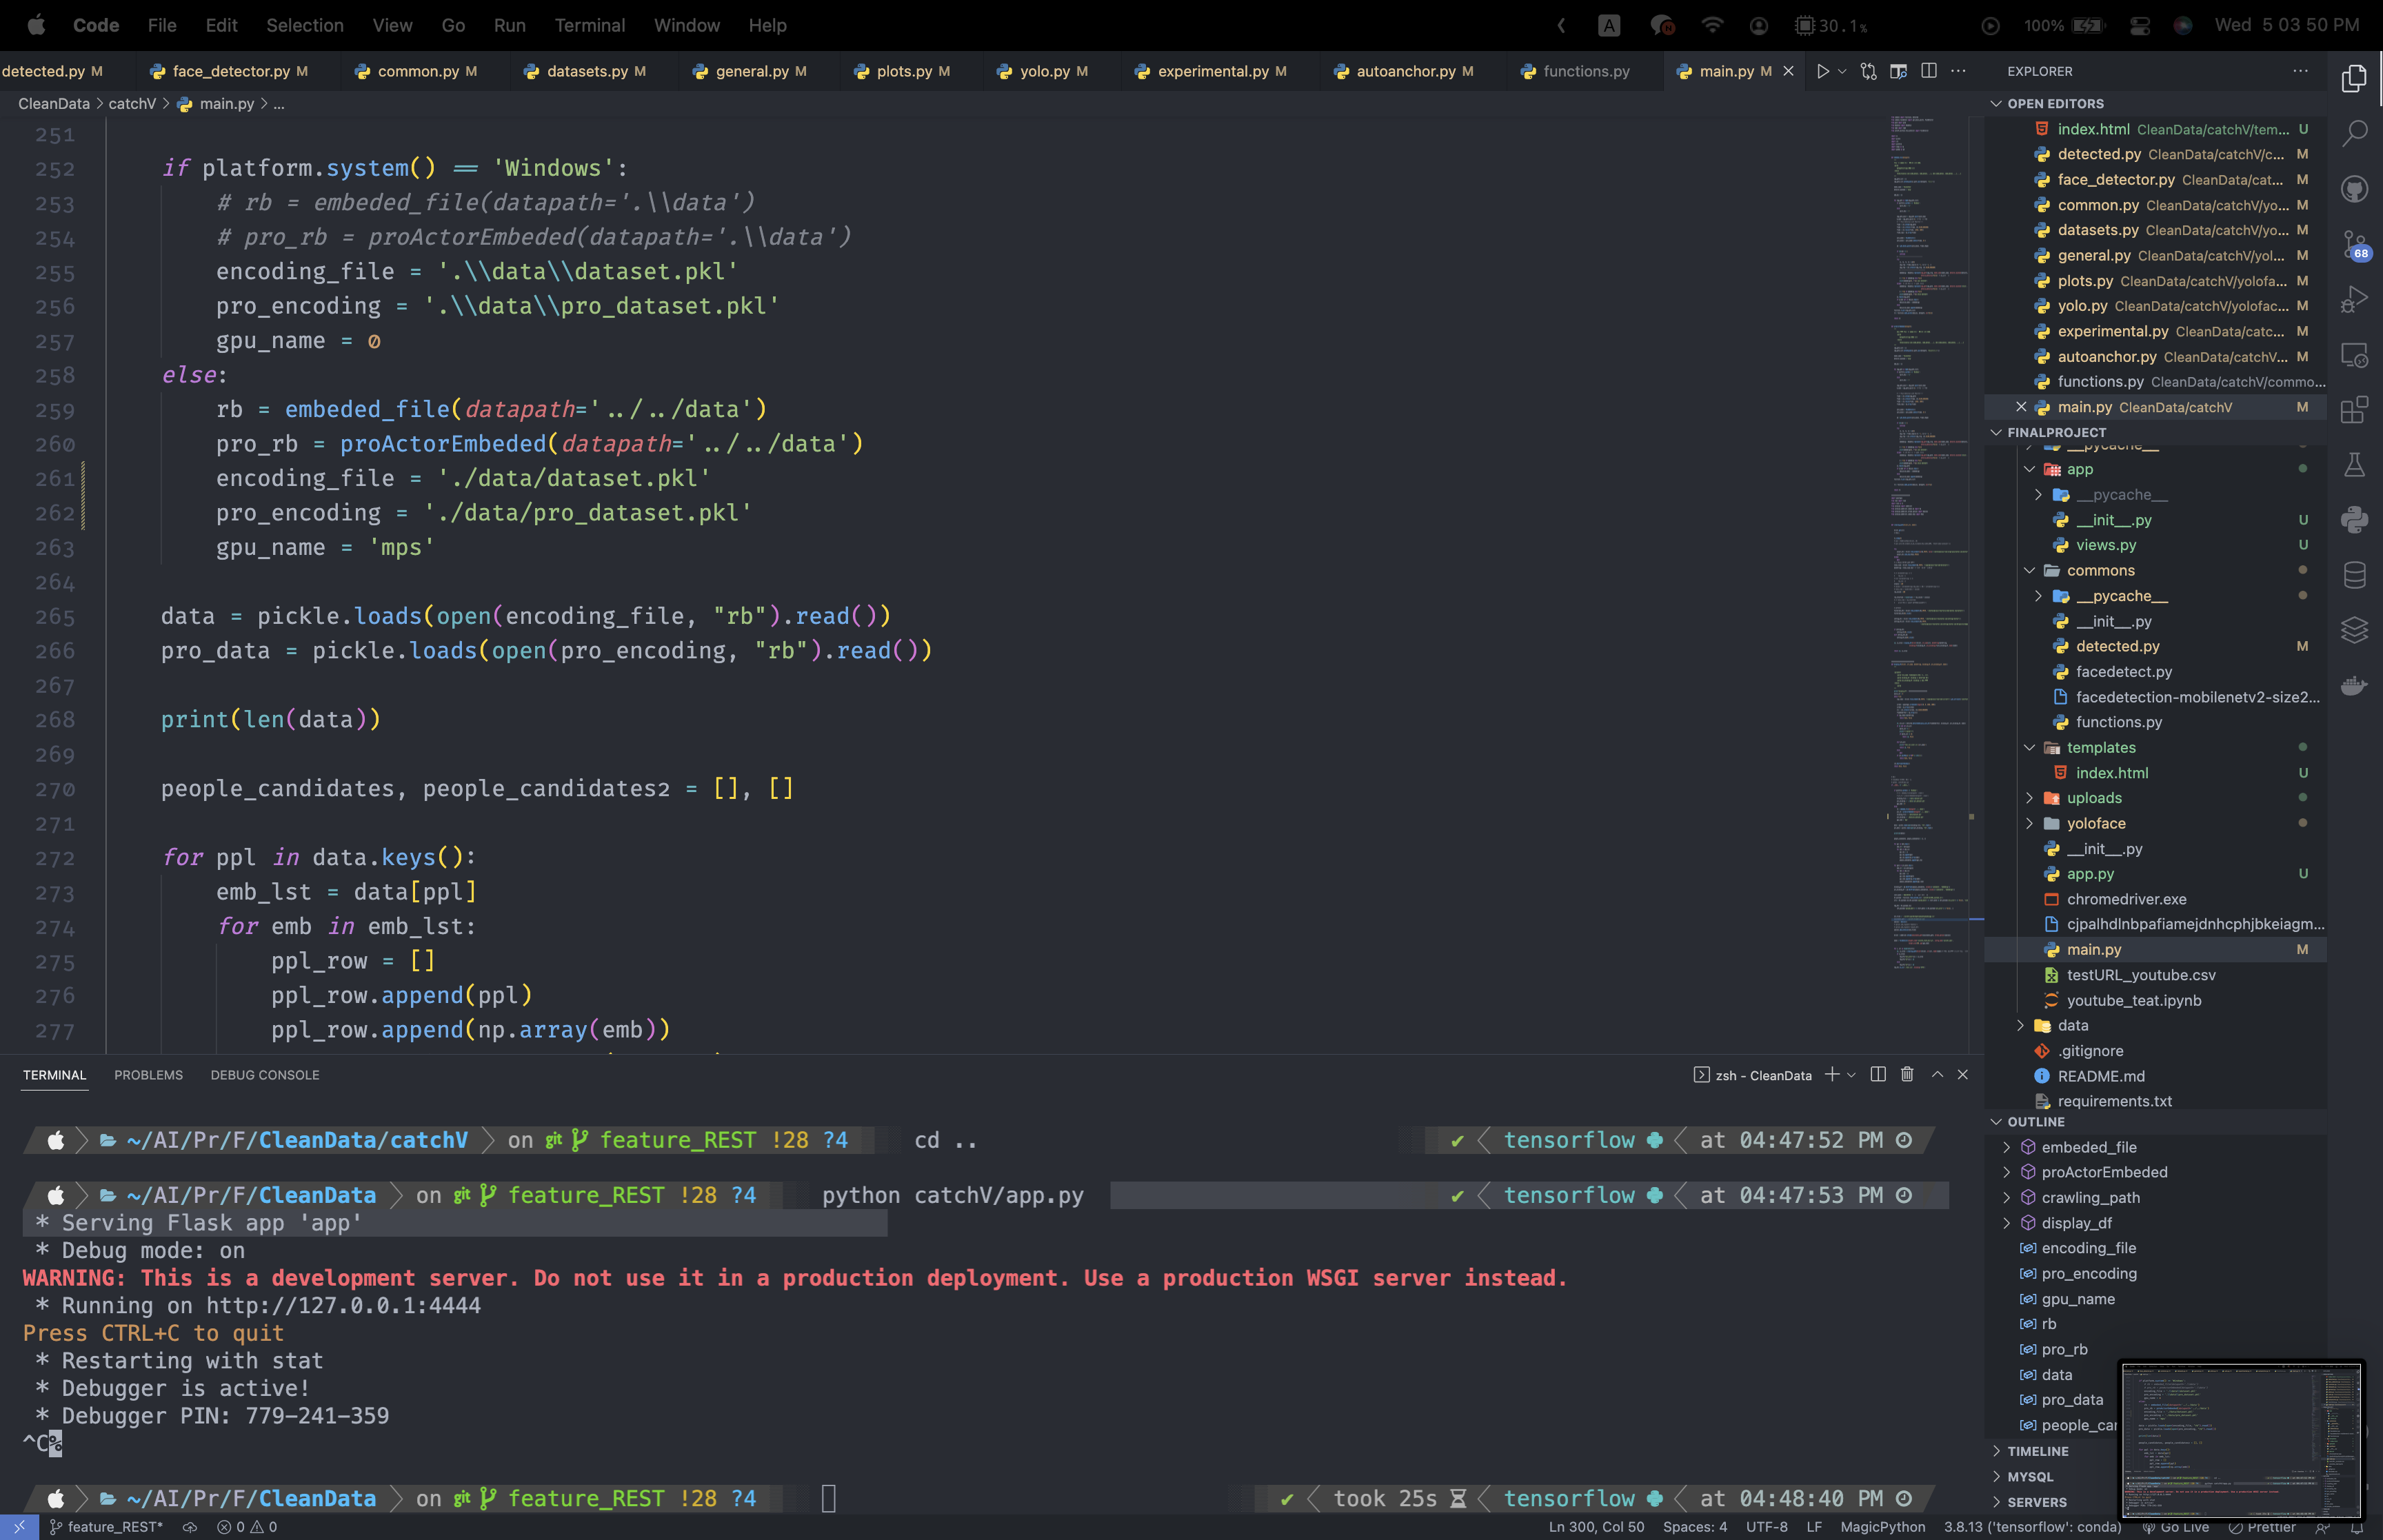 Code File Edit Selection View Go Run Terminal Window Help
A 30.1% 100% Wed 5 03 50 PM
detected.py M face_detector.py M common.py M datasets.py M general.py M plots.py M yolo.py M experimental.py M autoanchor.py M functions.py main.py M
CleanData > catchV > main.py > ...
251
252 if platform.system() == 'Windows':
253 # rb = embeded_file(datapath='.\\data')
254 # pro_rb = proActorEmbeded(datapath='.\\data')
255 encoding_file = '.\\data\\dataset.pkl'
256 pro_encoding = '.\\data\\pro_dataset.pkl'
257 gpu_name = 0
258 else:
259 rb = embeded_file(datapath='../../data')
260 pro_rb = proActorEmbeded(datapath='../../data')
261 encoding_file = './data/dataset.pkl'
262 pro_encoding = './data/pro_dataset.pkl'
263 gpu_name = 'mps'
264
265 data = pickle.loads(open(encoding_file, "rb").read())
266 pro_data = pickle.loads(open(pro_encoding, "rb").read())
267
268 print(len(data))
269
270 people_candidates, people_candidates2 = [], []
271
272 for ppl in data.keys():
273 emb_lst = data[ppl]
274 for emb in emb_lst:
275 ppl_row = []
276 ppl_row.append(ppl)
277 ppl_row.append(np.array(emb))
TERMINAL PROBLEMS DEBUG CONSOLE
zsh - CleanData
~/AI/Pr/F/CleanData/catchV on git feature_REST !28 ?4 cd .. ✔ tensorflow at 04:47:52 PM
~/AI/Pr/F/CleanData on git feature_REST !28 ?4 python catchV/app.py ✔ tensorflow at 04:47:53 PM
* Serving Flask app 'app'
* Debug mode: on
WARNING: This is a development server. Do not use it in a production deployment. Use a production WSGI server instead.
* Running on http://127.0.0.1:4444
Press CTRL+C to quit
* Restarting with stat
* Debugger is active!
* Debugger PIN: 779-241-359
^C%
~/AI/Pr/F/CleanData on git feature_REST !28 ?4 ✔ took 25s tensorflow at 04:48:40 PM
EXPLORER
OPEN EDITORS
index.html CleanData/catchV/tem... U
detected.py CleanData/catchV/c... M
face_detector.py CleanData/cat... M
common.py CleanData/catchV/yo... M
datasets.py CleanData/catchV/yo... M
general.py CleanData/catchV/yol... M
plots.py CleanData/catchV/yolofa... M
yolo.py CleanData/catchV/yolofac... M
experimental.py CleanData/catc... M
autoanchor.py CleanData/catchV... M
functions.py CleanData/catchV/commo...
main.py CleanData/catchV M
FINALPROJECT
__pycache__
app
__pycache__
__init__.py U
views.py U
commons
__pycache__
__init__.py
detected.py M
facedetect.py
facedetection-mobilenetv2-size2...
functions.py
templates
index.html U
uploads
yoloface
__init__.py
app.py U
chromedriver.exe
cjpalhdlnbpafiamejdnhcphjbkeiagm...
main.py M
testURL_youtube.csv
youtube_teat.ipynb
data
.gitignore
README.md
requirements.txt
OUTLINE
embeded_file
proActorEmbeded
crawling_path
display_df
encoding_file
pro_encoding
gpu_name
rb
pro_rb
data
pro_data
people_car
TIMELINE
MYSQL
SERVERS
68
feature_REST* 0 0 Ln 300, Col 50 Spaces: 4 UTF-8 LF MagicPython 3.8.13 ('tensorflow': conda) Go Live Prettier